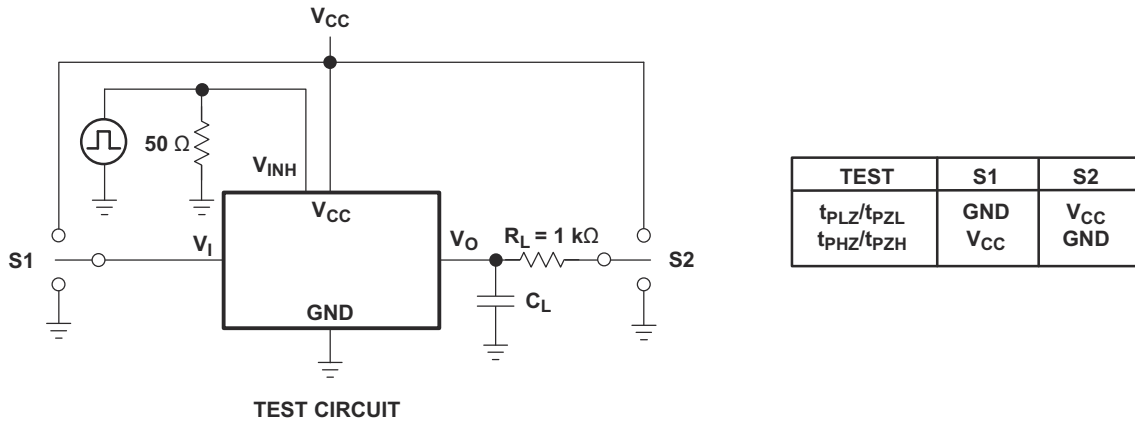 VCC
50 Ω
VINH
VCC
S1
VI
VO
RL = 1 kΩ
S2
CL
GND
TEST CIRCUIT
TEST S1 S2
tPLZ/tPZL GND VCC
tPHZ/tPZH VCC GND